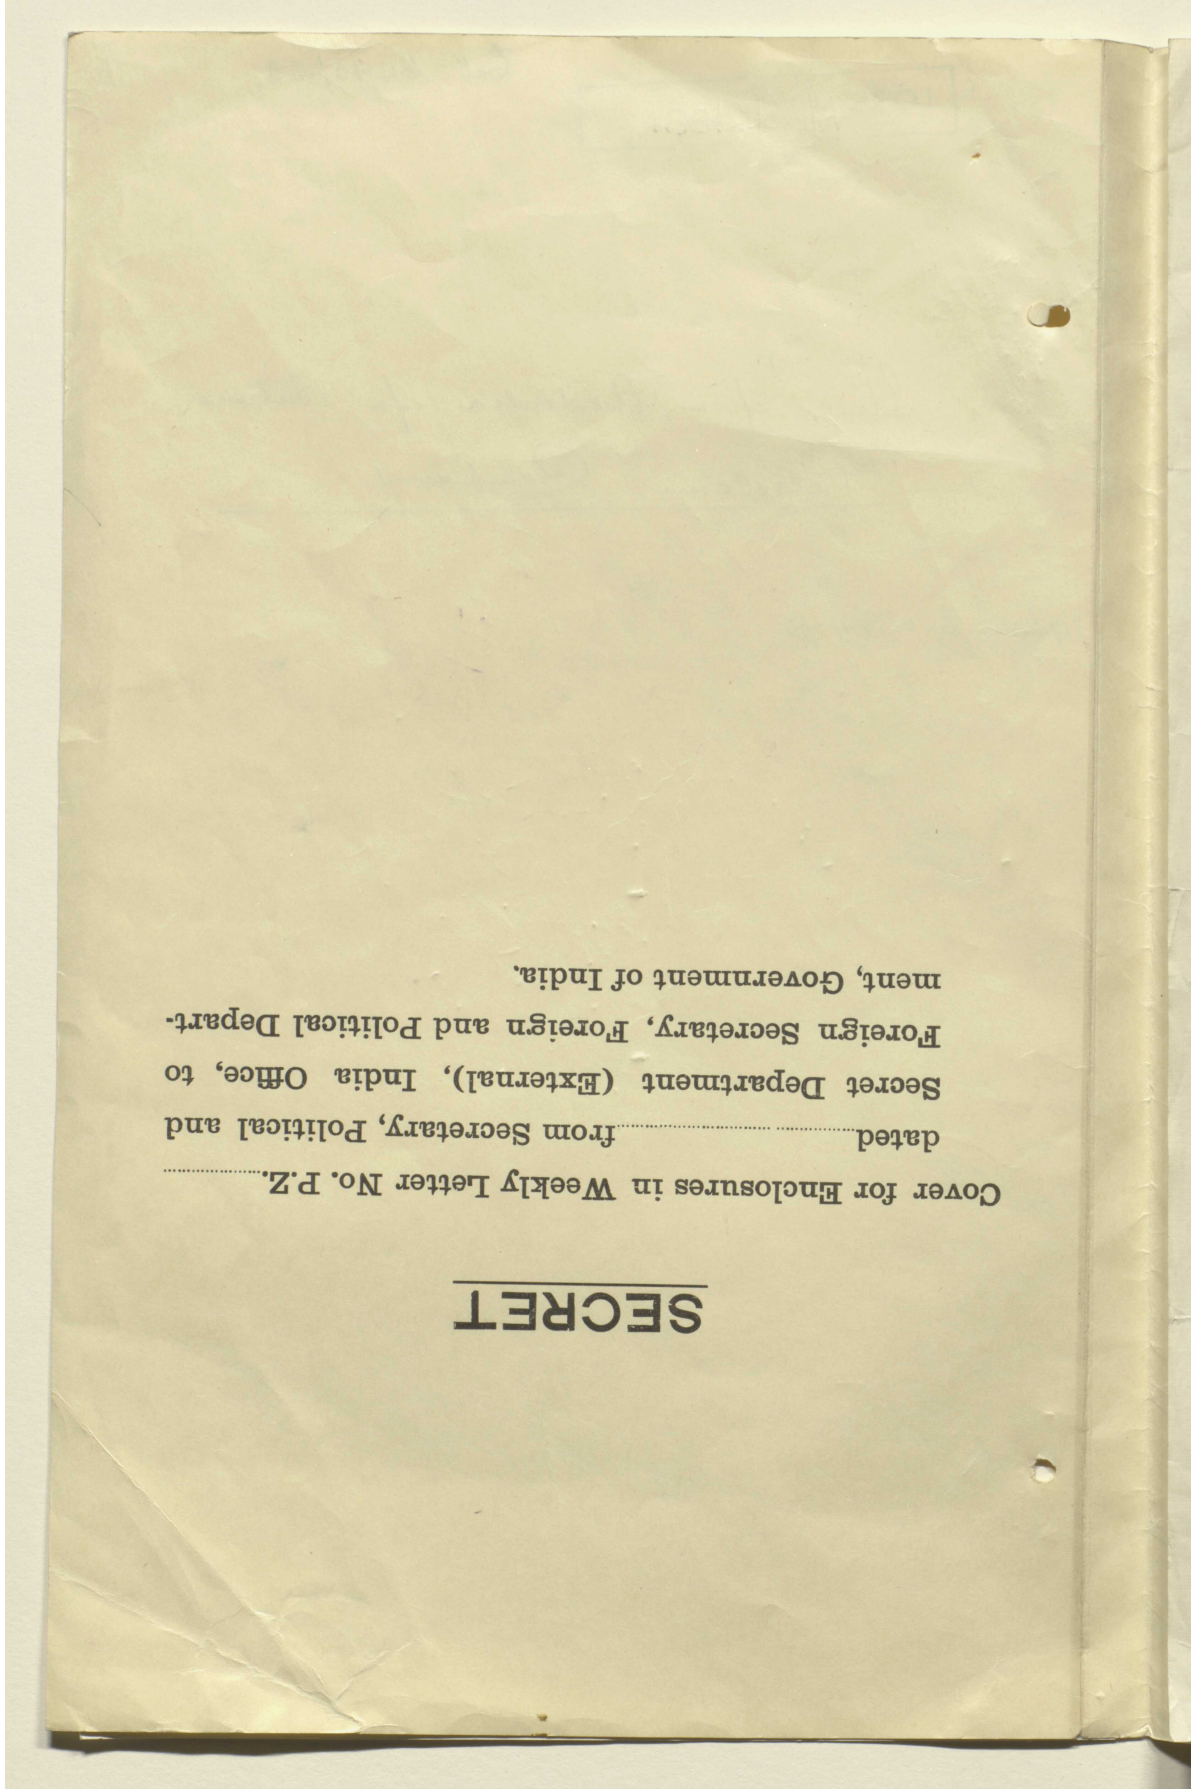 SECRET
Cover for Enclosures in Weekly Letter No. P.Z..........
dated.............................from Secretary, Political and
Secret Department (External), India Office, to
Foreign Secretary, Foreign and Political Depart-
ment, Government of India.